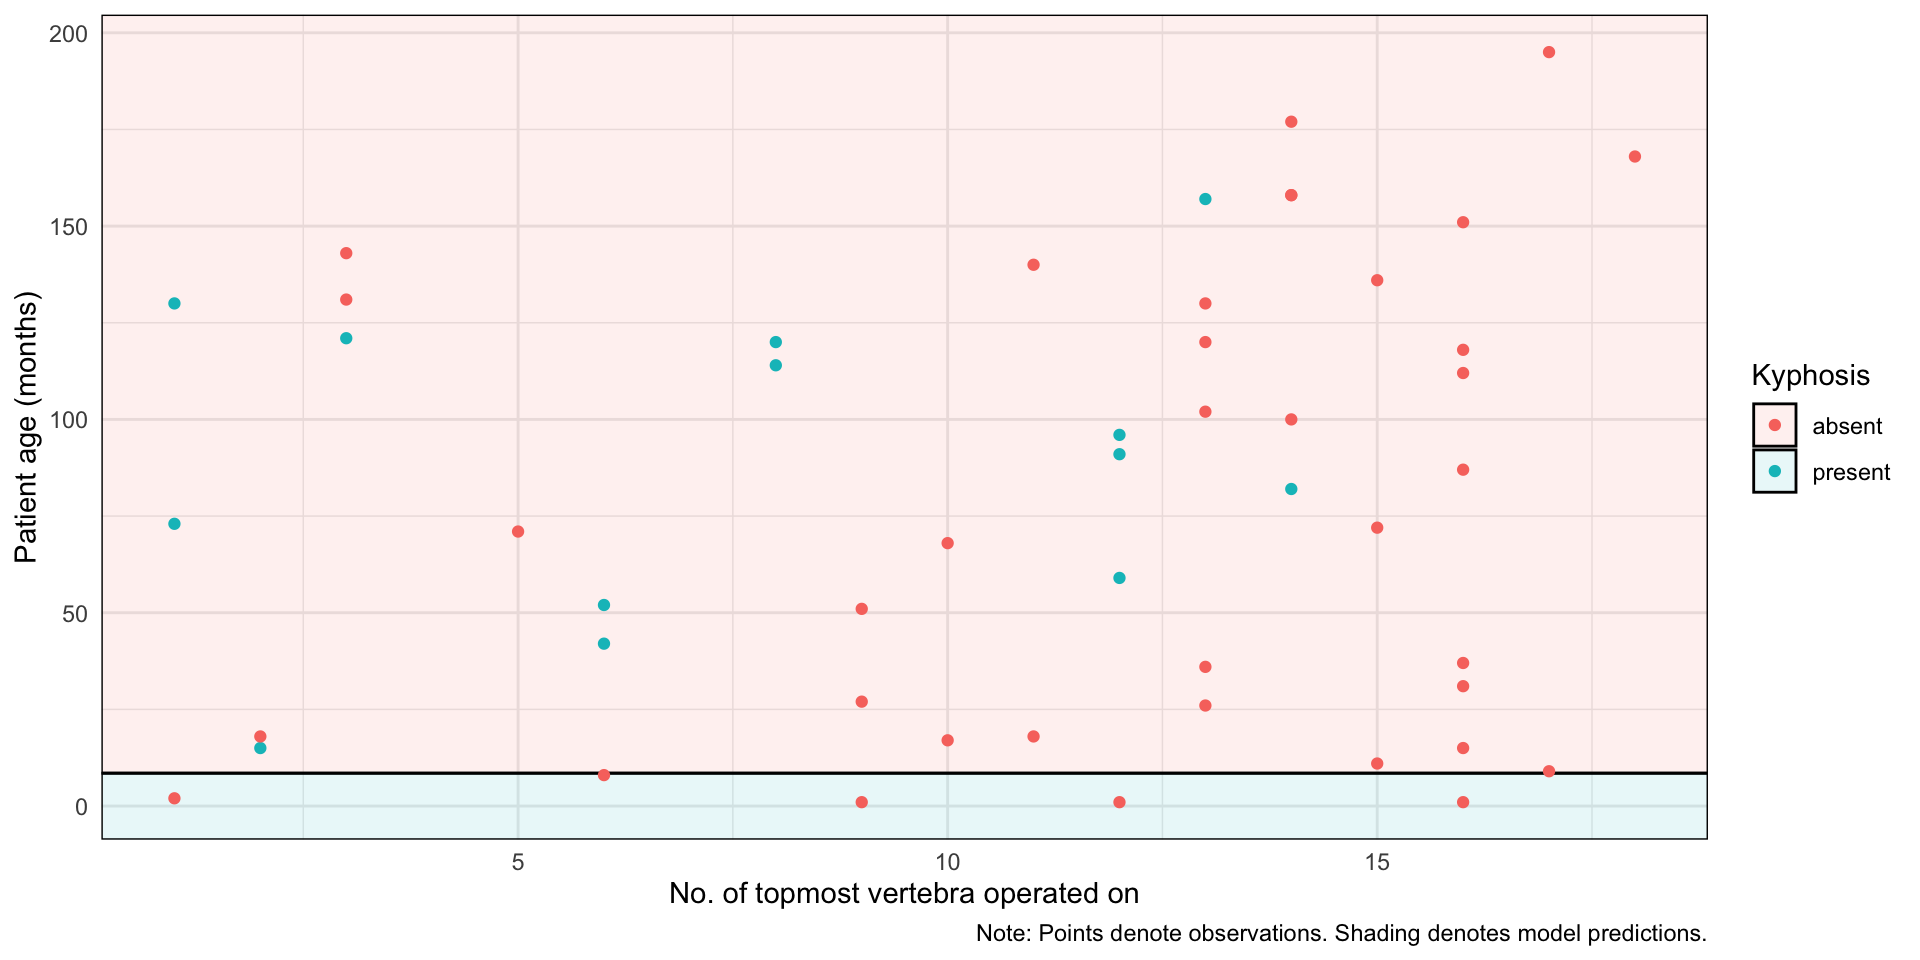 200
150
100
50
0
Patient age (months)
5 10 15
No. of topmost vertebra operated on
Kyphosis
absent
present
Note: Points denote observations. Shading denotes model predictions.